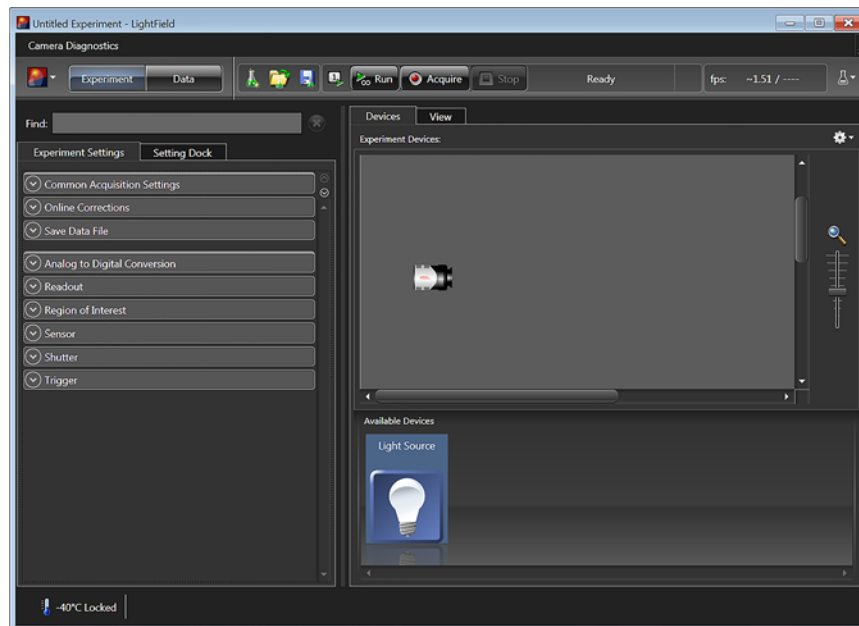 Untitled Experiment - LightField
Camera Diagnostics
Experiment Data Run Acquire Stop Ready fps: ~1.51 / ----
Find:
Experiment Settings Setting Dock
Common Acquisition Settings
Online Corrections
Save Data File
Analog to Digital Conversion
Readout
Region of Interest
Sensor
Shutter
Trigger
Devices View
Experiment Devices:
Available Devices
Light Source
-40°C Locked